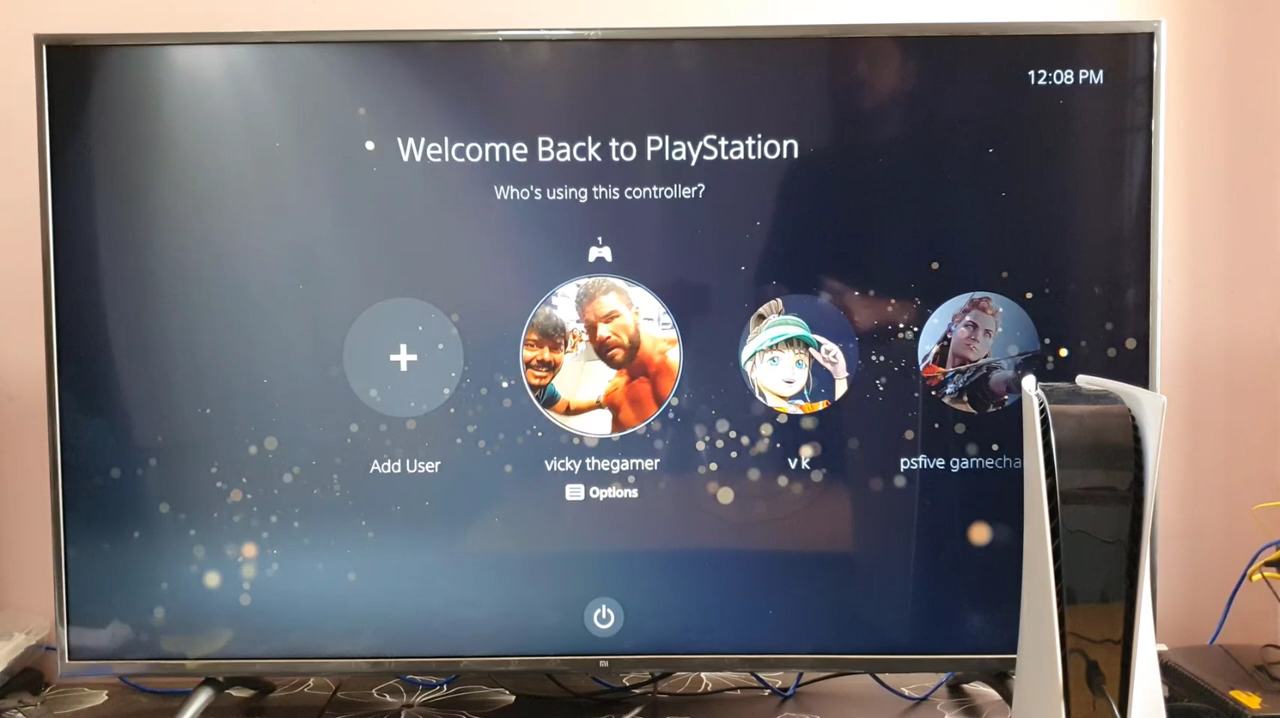 12:08 PM
Welcome Back to PlayStation
Who's using this controller?
1
Add User
vicky thegamer
v k
psfive gamecha
Options
mi